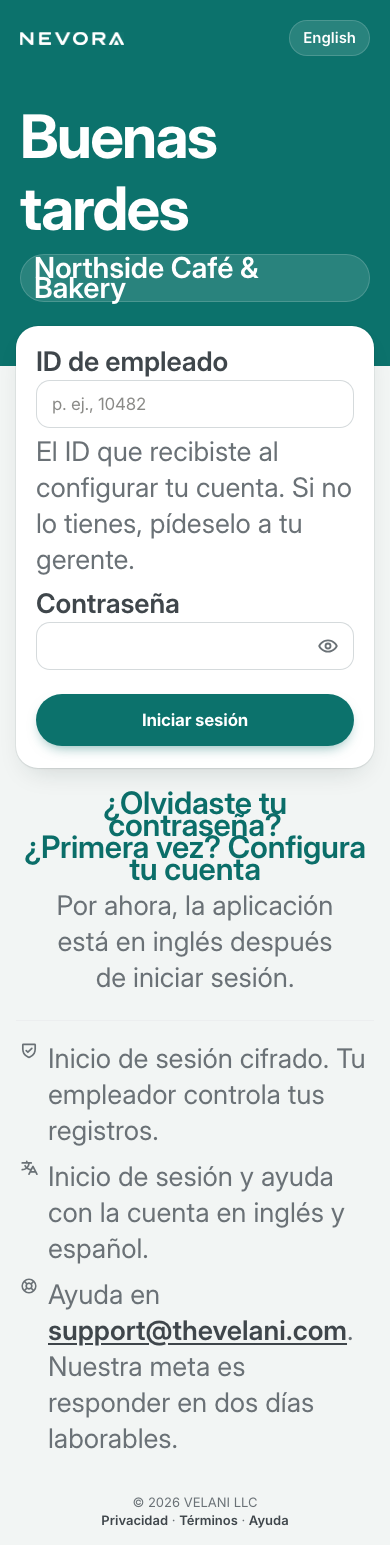 NEVORA
English
Buenas
tardes
Northside Café &
Bakery
ID de empleado
p. ej., 10482
El ID que recibiste al
configurar tu cuenta. Si no
lo tienes, pídeselo a tu
gerente.
Contraseña
Iniciar sesión
¿Olvidaste tu
contraseña?
¿Primera vez? Configura
tu cuenta
Por ahora, la aplicación
está en inglés después
de iniciar sesión.
Inicio de sesión cifrado. Tu
empleador controla tus
registros.
Inicio de sesión y ayuda
con la cuenta en inglés y
español.
Ayuda en
support@thevelani.com.
Nuestra meta es
responder en dos días
laborables.
© 2026 VELANI LLC
Privacidad · Términos · Ayuda